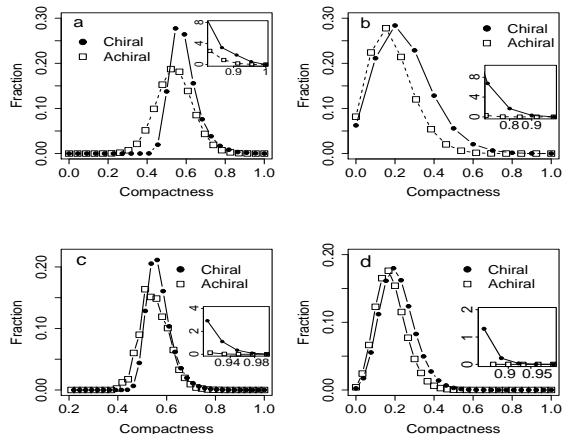 a
Chiral
Achiral
8
4
0
0.9
1
0.30
0.20
0.10
0.00
Fraction
0.0
0.2
0.4
0.6
0.8
1.0
Compactness
b
Chiral
Achiral
8
4
0
0.8
0.9
0.30
0.20
0.10
0.00
Fraction
0.0
0.2
0.4
0.6
0.8
1.0
Compactness
c
Chiral
Achiral
4
2
0
0.94
0.98
0.20
0.10
0.00
Fraction
0.2
0.4
0.6
0.8
1.0
Compactness
d
Chiral
Achiral
2
1
0
0.9
0.95
0.20
0.10
0.00
Fraction
0.0
0.2
0.4
0.6
0.8
1.0
Compactness